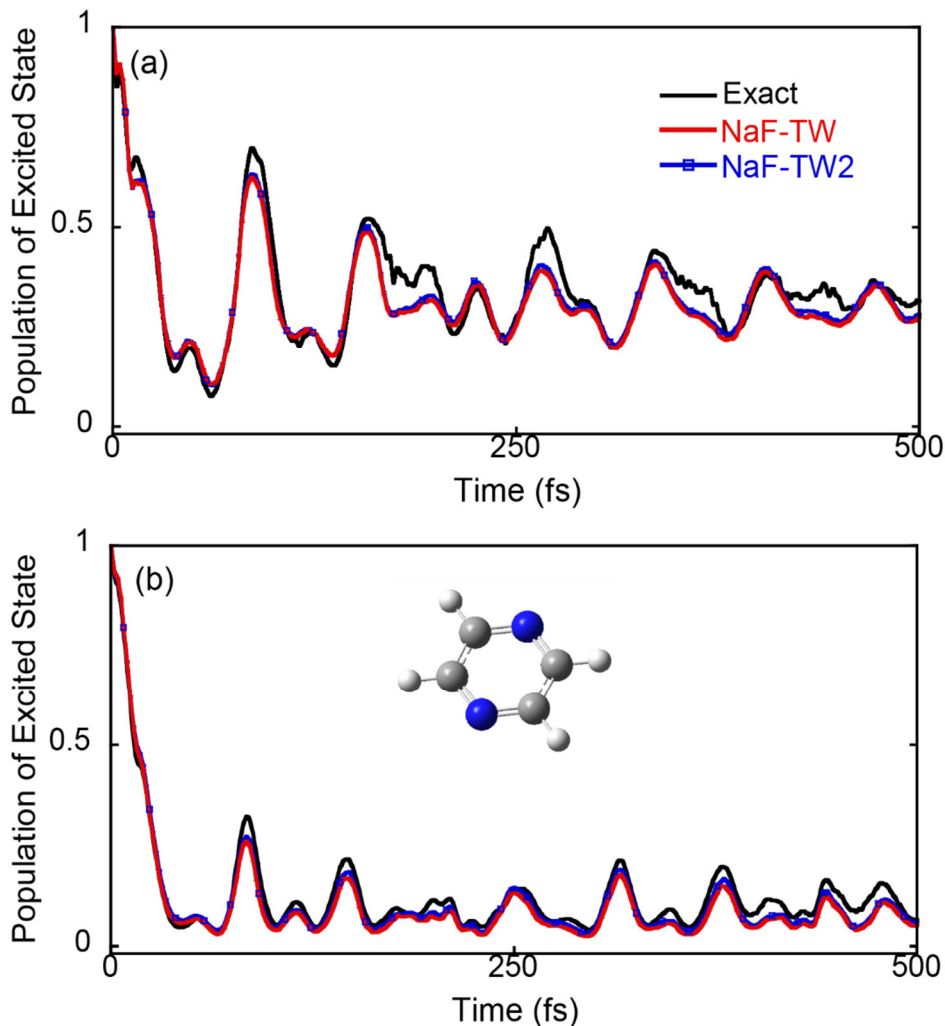 1
(a)
Exact
NaF-TW
NaF-TW2
Population of Excited State
0.5
0
0
250
500
Time (fs)
1
(b)
Population of Excited State
0.5
0
0
250
500
Time (fs)